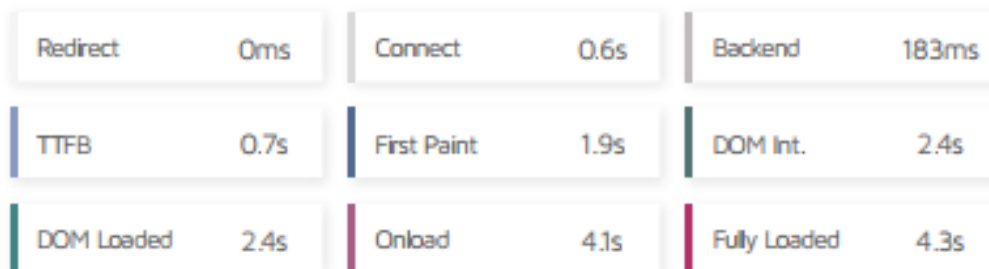 Redirect 0ms Connect 0.6s Backend 183ms
TTFB 0.7s First Paint 1.9s DOM Int. 2.4s
DOM Loaded 2.4s Onload 4.1s Fully Loaded 4.3s